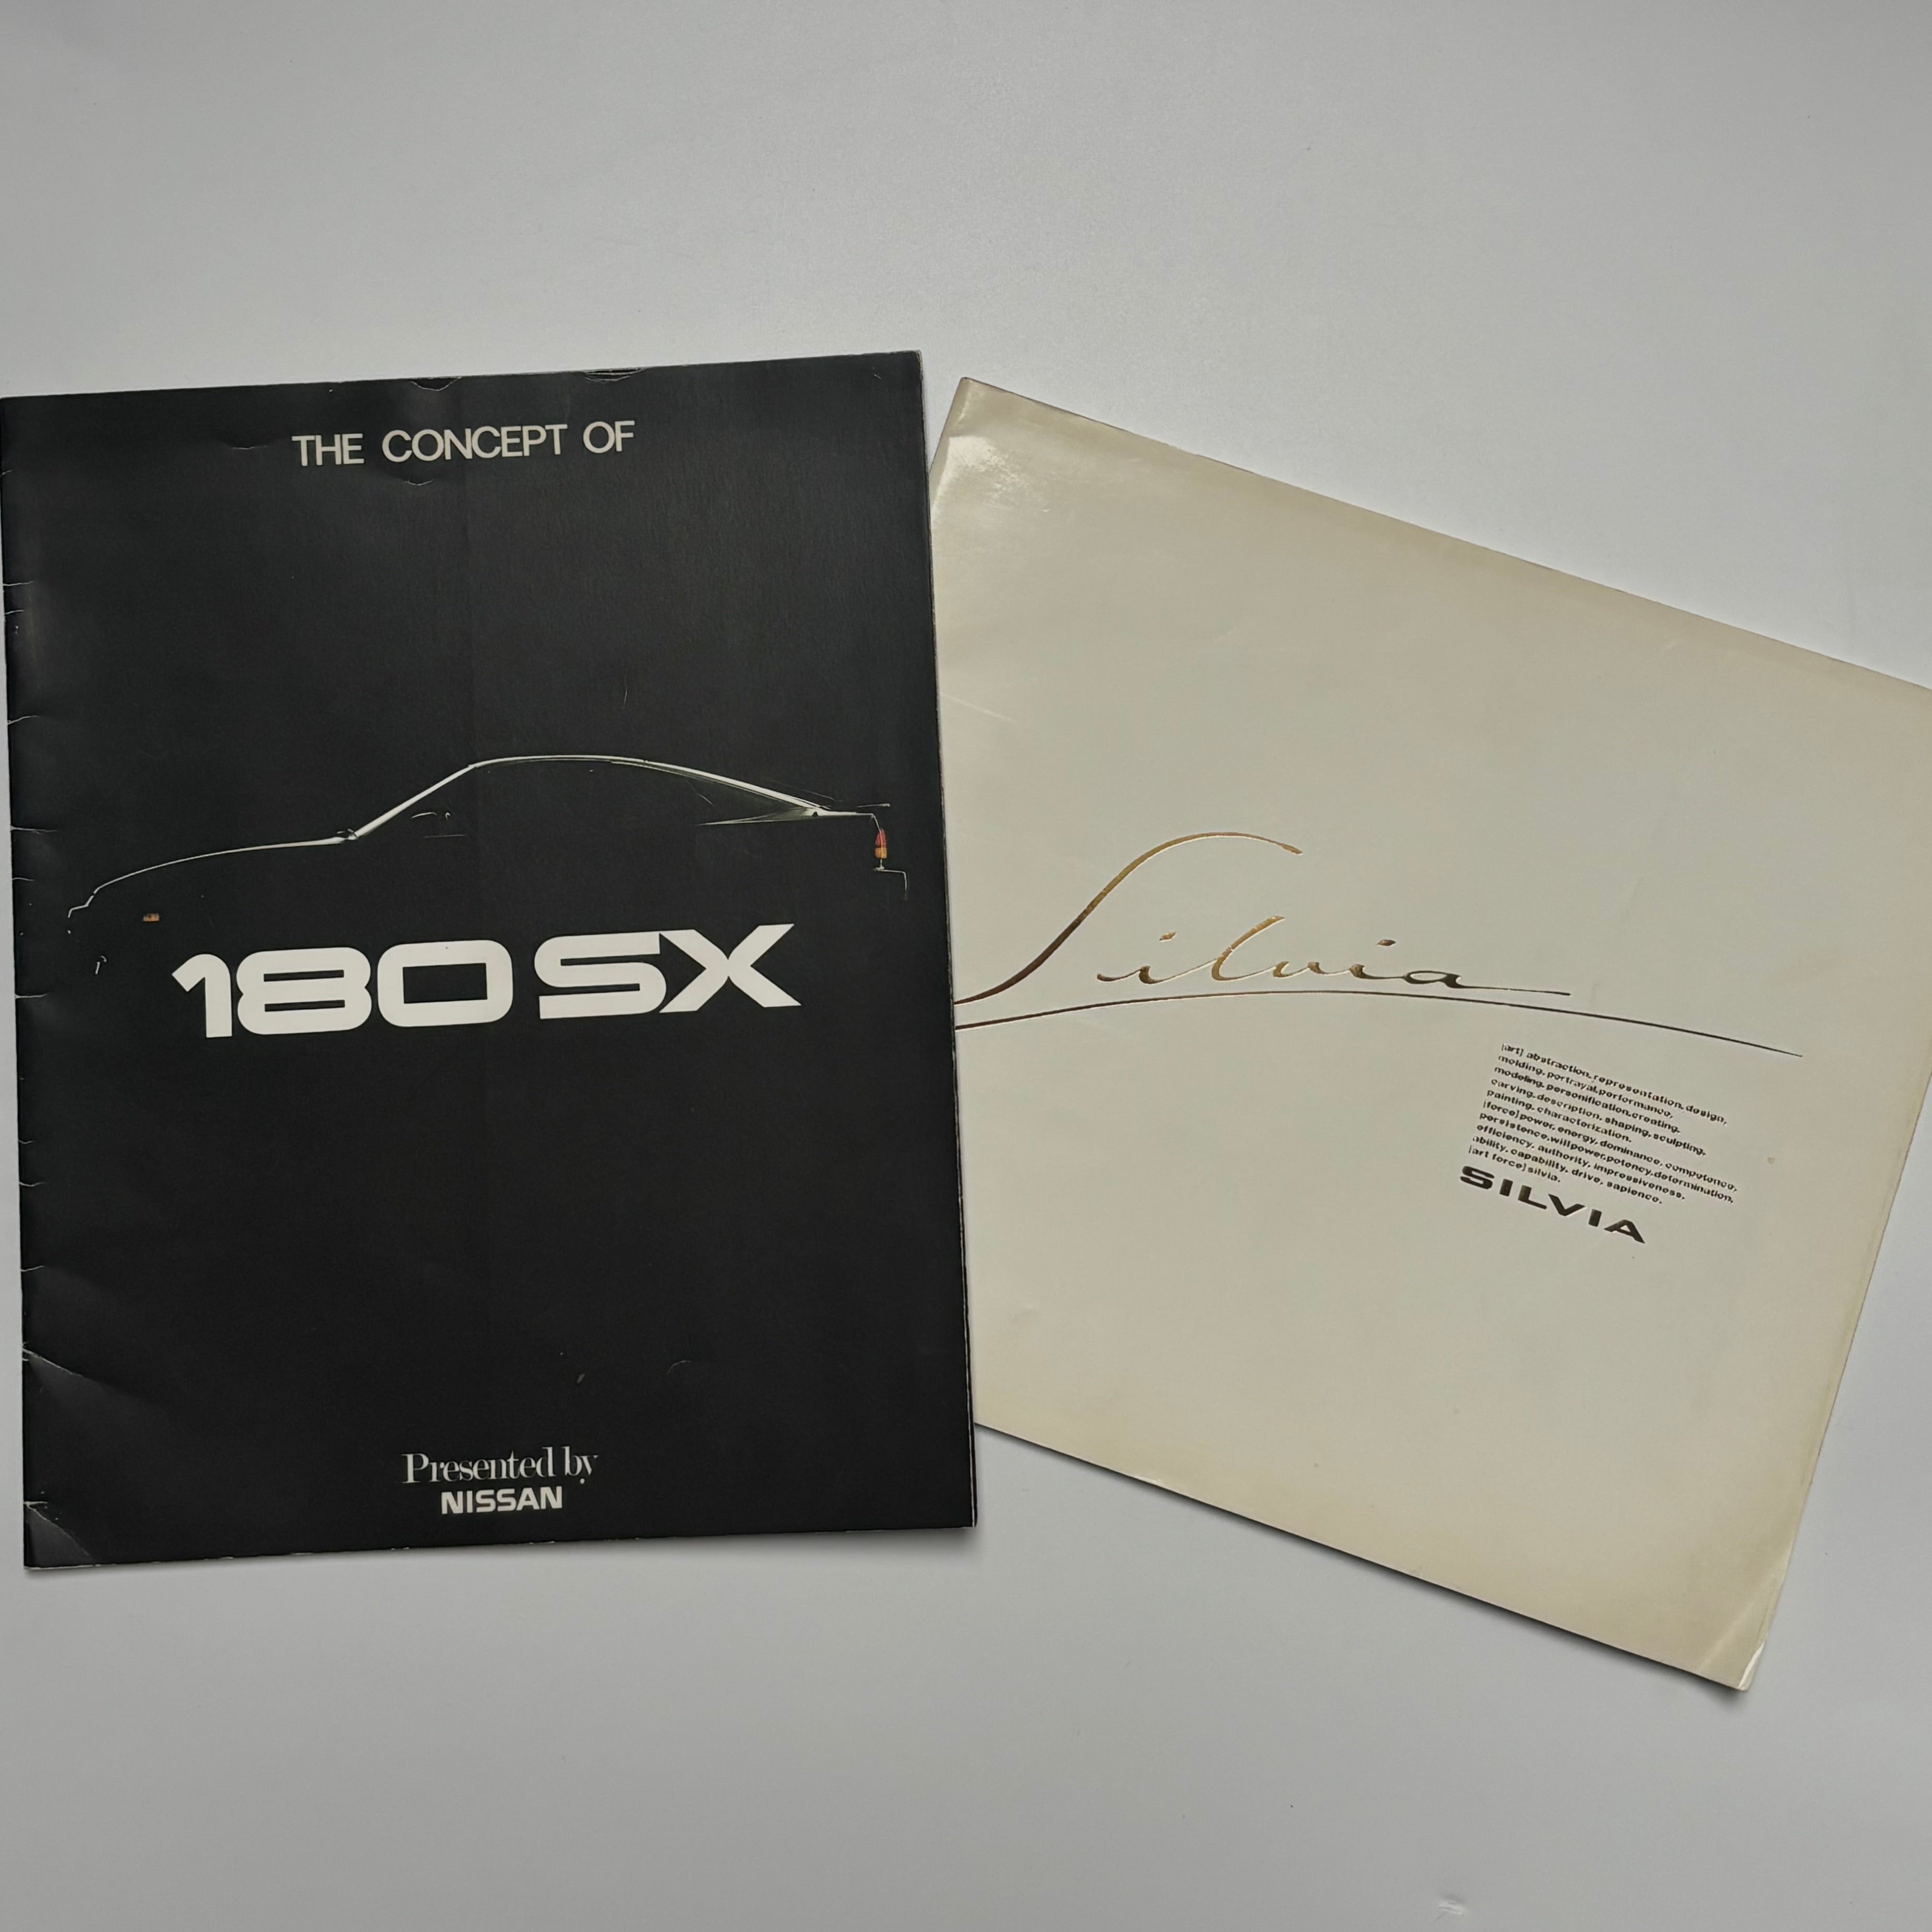 THE CONCEPT OF
180SX
Presented by
NISSAN
Silvia
[art] abstraction, representation, design,
molding, portrayal, performance,
modeling, personification, creating,
carving, description, shaping, sculpting,
painting, characterization.
[force] power, energy, dominance, competence,
persistence, willpower, potency, determination,
efficiency, authority, impressiveness,
ability, capability, drive, sapience.
[art force] silvia.
SILVIA